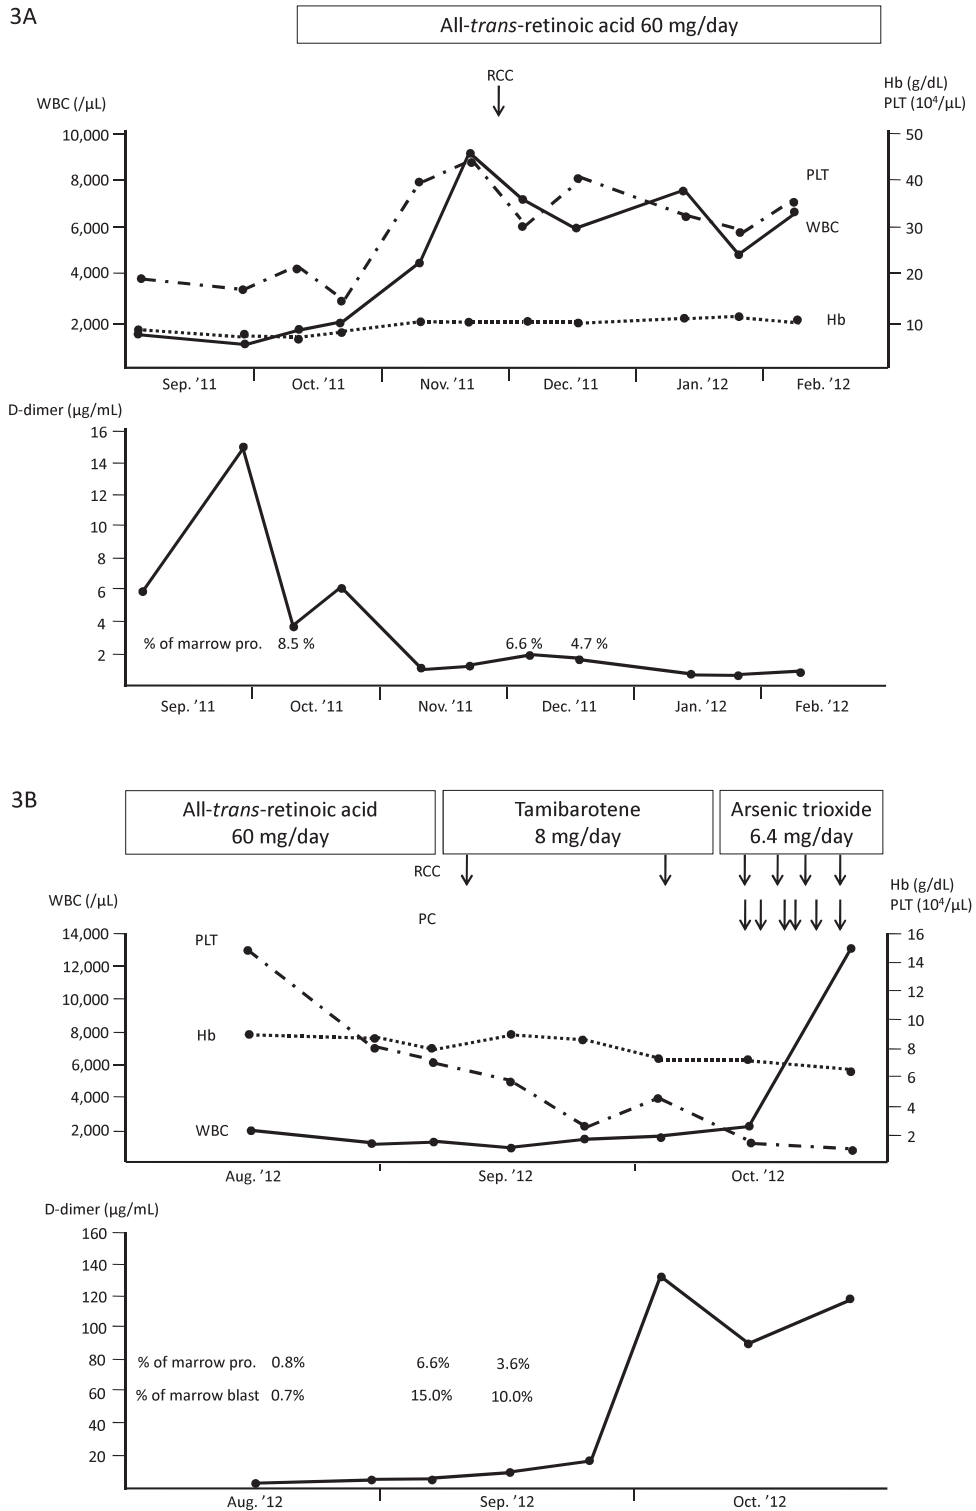 3A
All-trans-retinoic acid 60 mg/day
RCC
WBC (/µL)
Hb (g/dL)
PLT (10⁴/µL)
10,000
8,000
6,000
4,000
2,000
50
40
30
20
10
PLT
WBC
Hb
Sep. ’11 Oct. ’11 Nov. ’11 Dec. ’11 Jan. ’12 Feb. ’12
D-dimer (µg/mL)
16
14
12
10
8
6
4
2
% of marrow pro. 8.5 % 6.6 % 4.7 %
Sep. ’11 Oct. ’11 Nov. ’11 Dec. ’11 Jan. ’12 Feb. ’12
3B
All-trans-retinoic acid
60 mg/day
Tamibarotene
8 mg/day
Arsenic trioxide
6.4 mg/day
RCC
PC
WBC (/µL)
Hb (g/dL)
PLT (10⁴/µL)
14,000
12,000
10,000
8,000
6,000
4,000
2,000
16
14
12
10
8
6
4
2
PLT
Hb
WBC
Aug. ’12 Sep. ’12 Oct. ’12
D-dimer (µg/mL)
160
140
120
100
80
60
40
20
% of marrow pro. 0.8% 6.6% 3.6%
% of marrow blast 0.7% 15.0% 10.0%
Aug. ’12 Sep. ’12 Oct. ’12